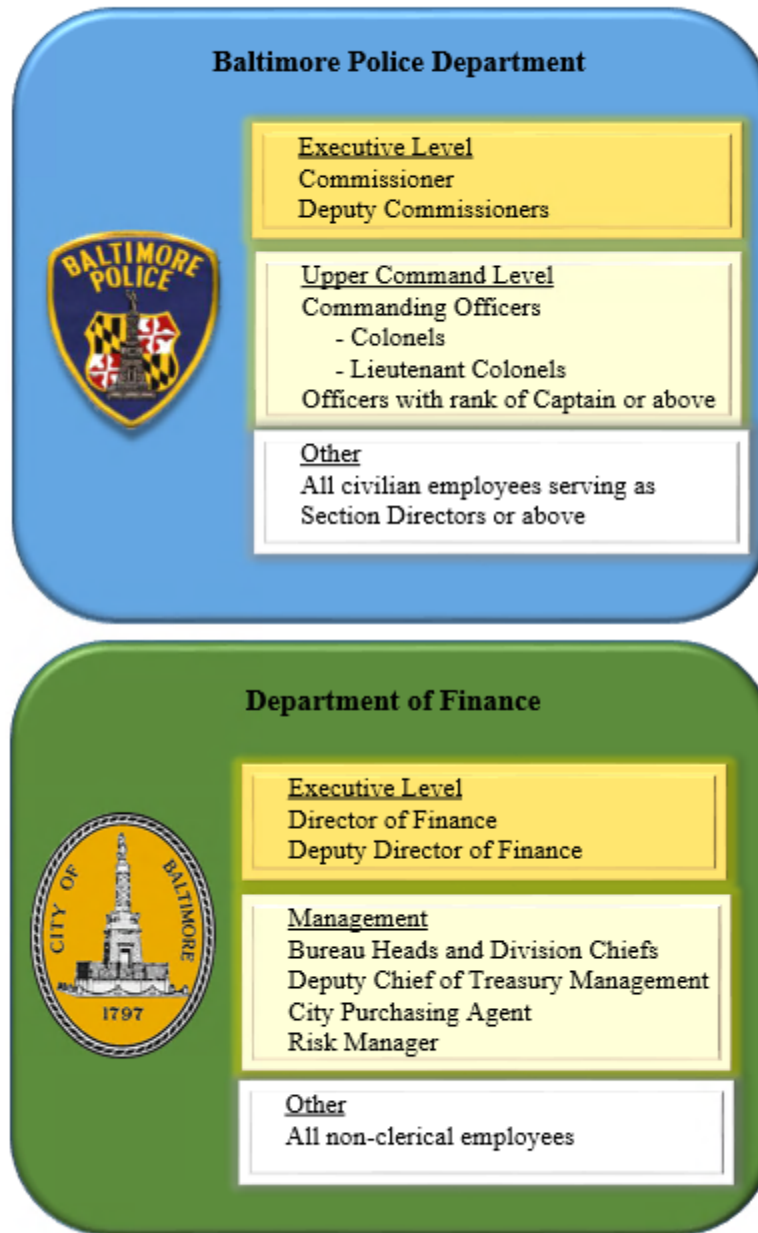 Baltimore Police Department
Executive Level
Commissioner
Deputy Commissioners
BALTIMORE
POLICE
Upper Command Level
Commanding Officers
- Colonels
- Lieutenant Colonels
Officers with rank of Captain or above
Other
All civilian employees serving as
Section Directors or above
Department of Finance
Executive Level
Director of Finance
Deputy Director of Finance
CITY OF BALTIMORE
1797
Management
Bureau Heads and Division Chiefs
Deputy Chief of Treasury Management
City Purchasing Agent
Risk Manager
Other
All non-clerical employees